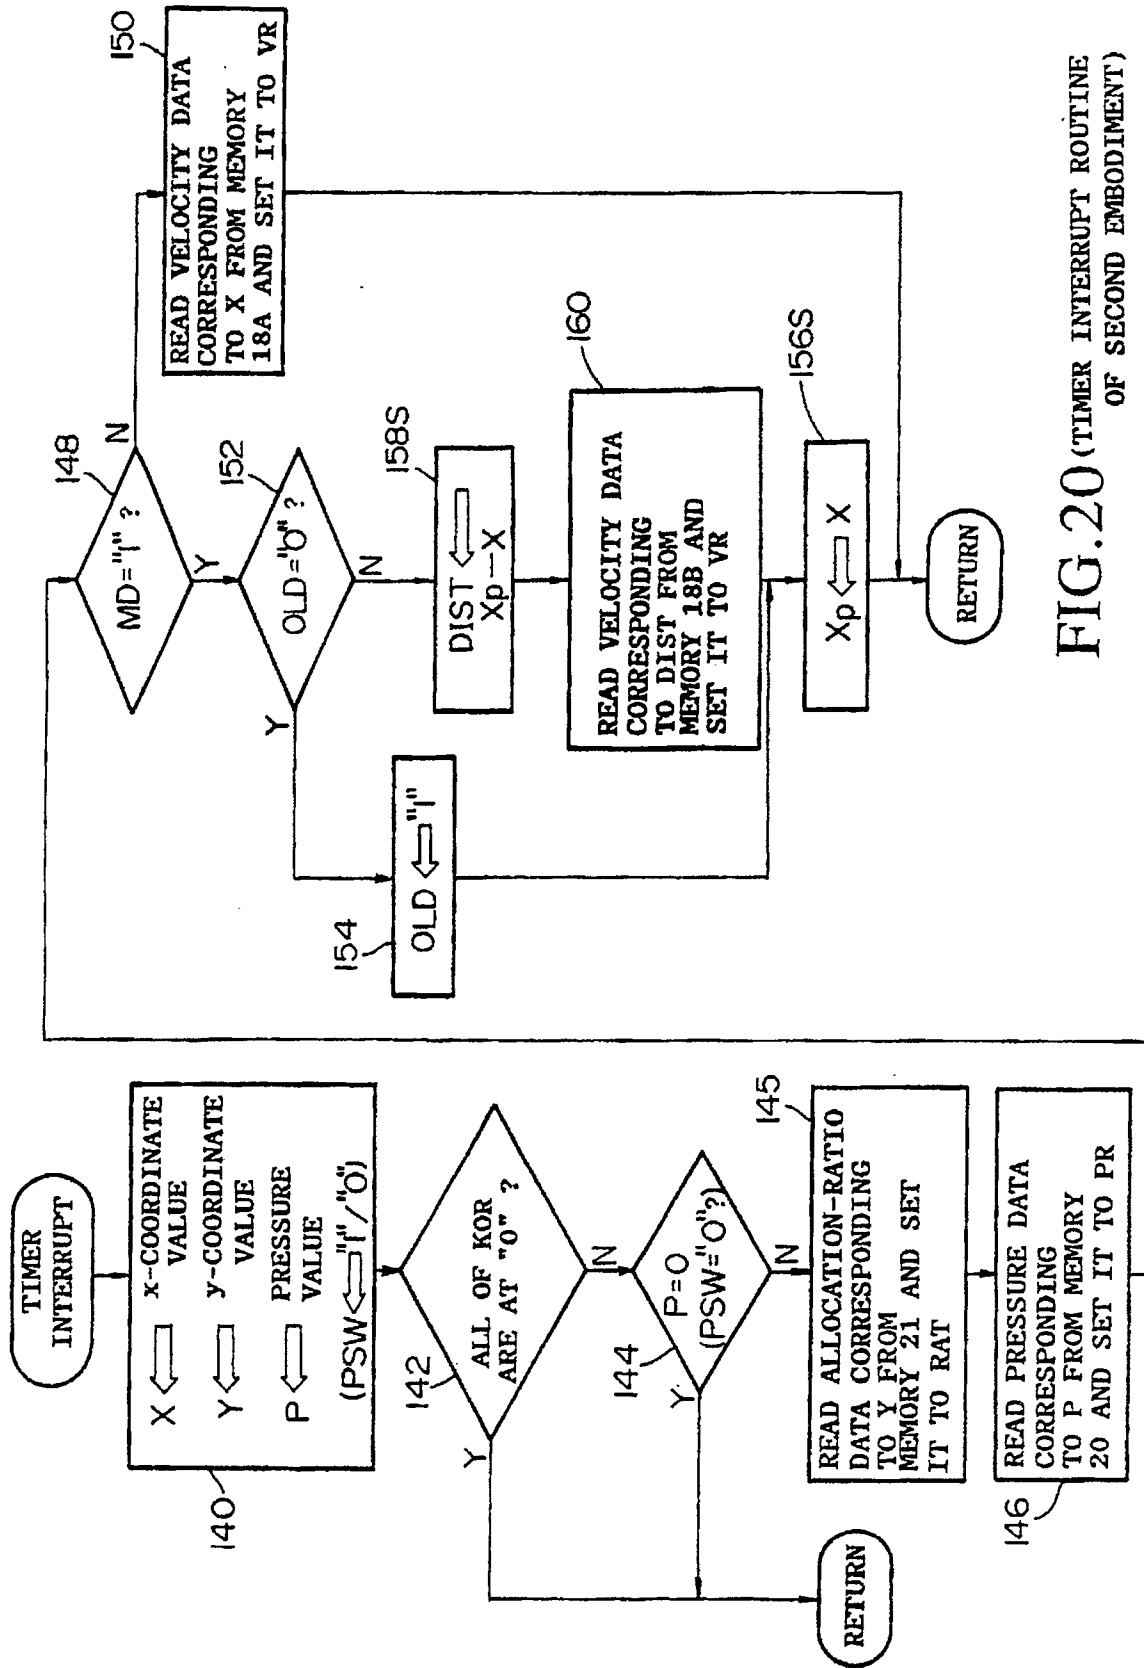 TIMER
INTERRUPT
140
X ⇐ x-COORDINATE
VALUE
Y ⇐ y-COORDINATE
VALUE
P ⇐ PRESSURE
VALUE
(PSW ⇐ "1"/"0")
142
ALL OF KOR
ARE AT "0" ?
Y
N
144
P=0
(PSW="0"?)
Y
N
RETURN
145
READ ALLOCATION-RATIO
DATA CORRESPONDING
TO Y FROM
MEMORY 21 AND SET
IT TO RAT
146
READ PRESSURE DATA
CORRESPONDING
TO P FROM MEMORY
20 AND SET IT TO PR
148
MD="1" ?
N
Y
150
READ VELOCITY DATA
CORRESPONDING
TO X FROM MEMORY
18A AND SET IT TO VR
152
OLD="0" ?
Y
N
154
OLD ⇐ "1"
158S
DIST ⇐
Xp—X
160
READ VELOCITY DATA
CORRESPONDING
TO DIST FROM
MEMORY 18B AND
SET IT TO VR
156S
Xp ⇐ X
RETURN
FIG.20 (TIMER INTERRUPT ROUTINE
OF SECOND EMBODIMENT)